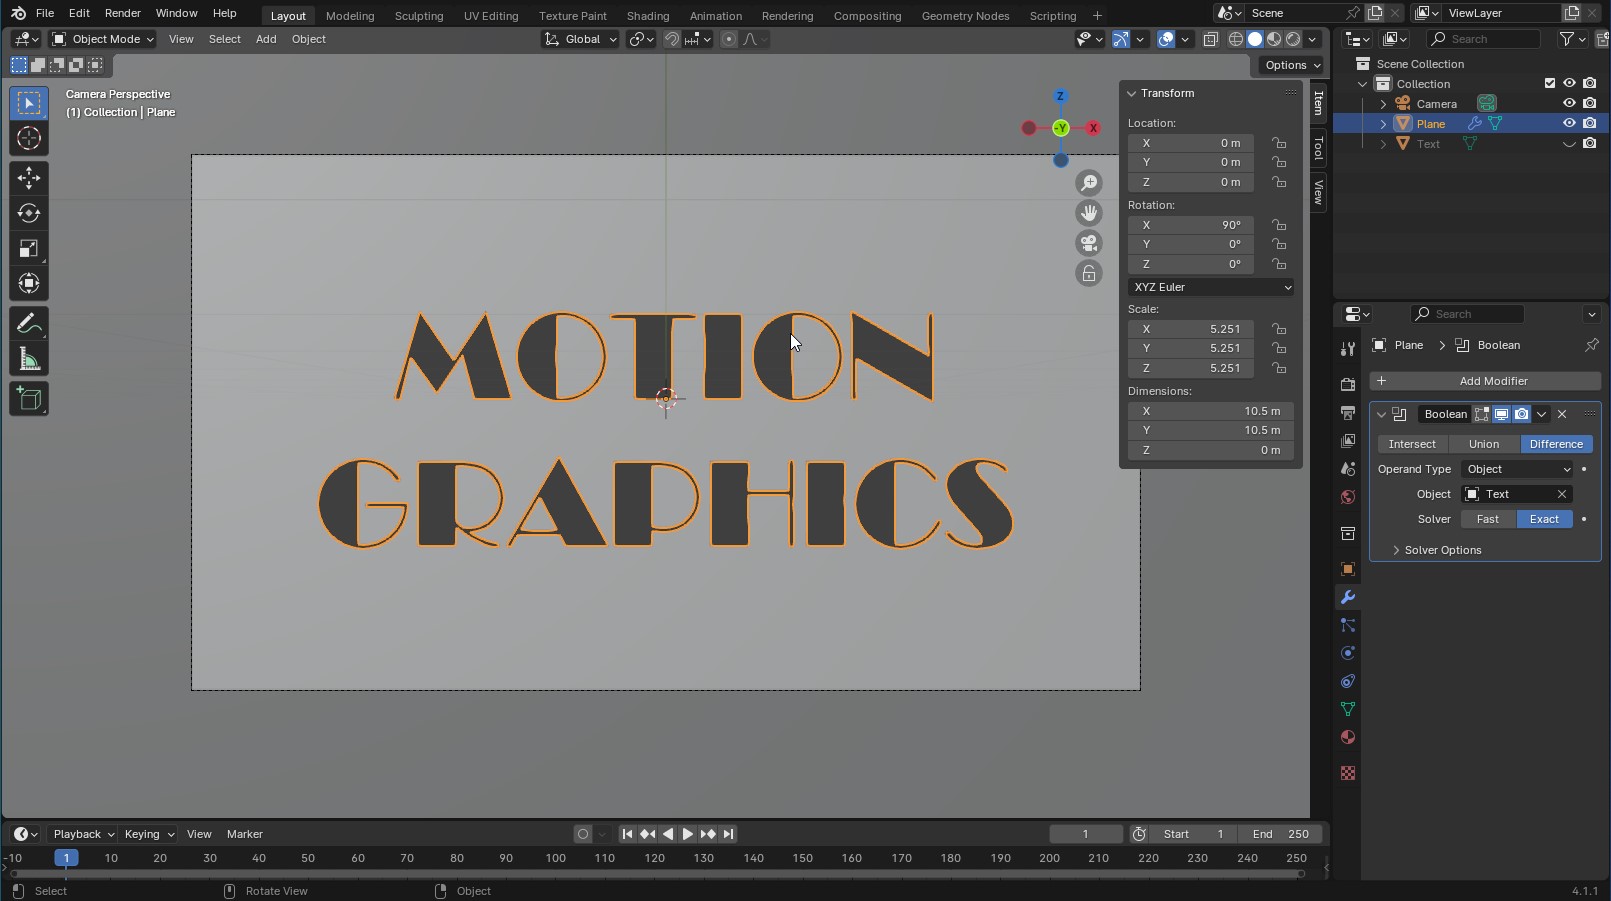 File Edit Render Window Help Layout Modeling Sculpting UV Editing Texture Paint Shading Animation Rendering Compositing Geometry Nodes Scripting + Scene ViewLayer
Object Mode View Select Add Object Global Search
Options
Camera Perspective
(1) Collection | Plane
MOTION
GRAPHICS
Z
-Y
X
Transform
Location:
X 0 m
Y 0 m
Z 0 m
Rotation:
X 90°
Y 0°
Z 0°
XYZ Euler
Scale:
X 5.251
Y 5.251
Z 5.251
Dimensions:
X 10.5 m
Y 10.5 m
Z 0 m
Item
Tool
View
Scene Collection
Collection
Camera
Plane
Text
Search
Plane > Boolean
+ Add Modifier
Boolean
Intersect Union Difference
Operand Type Object
Object Text
Solver Fast Exact
Solver Options
Playback Keying View Marker 1 Start 1 End 250
-10 1 10 20 30 40 50 60 70 80 90 100 110 120 130 140 150 160 170 180 190 200 210 220 230 240 250
Select Rotate View Object 4.1.1